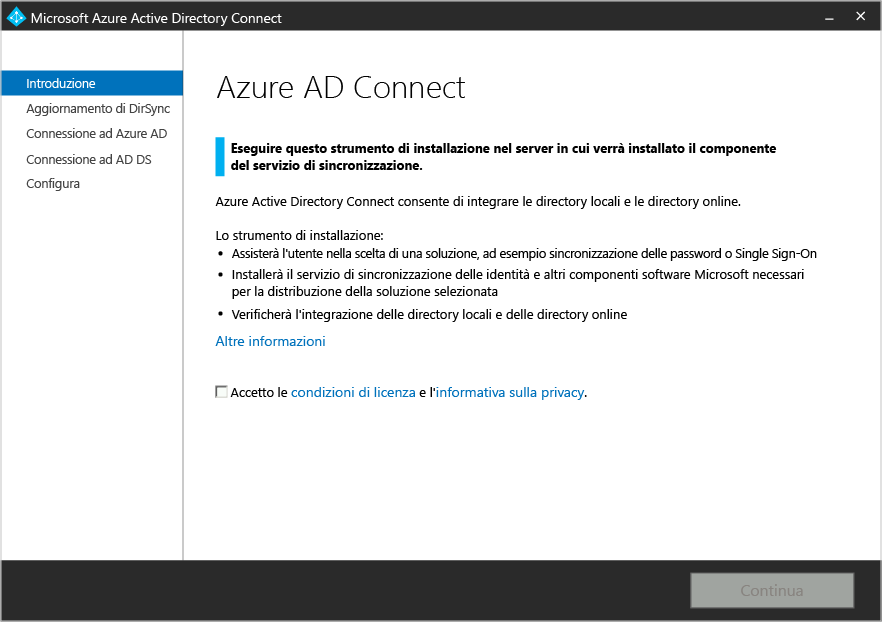 Microsoft Azure Active Directory Connect
Introduzione
Aggiornamento di DirSync
Connessione ad Azure AD
Connessione ad AD DS
Configura
Azure AD Connect
Eseguire questo strumento di installazione nel server in cui verrà installato il componente
del servizio di sincronizzazione.
Azure Active Directory Connect consente di integrare le directory locali e le directory online.
Lo strumento di installazione:
• Assisterà l'utente nella scelta di una soluzione, ad esempio sincronizzazione delle password o Single Sign-On
• Installerà il servizio di sincronizzazione delle identità e altri componenti software Microsoft necessari
per la distribuzione della soluzione selezionata
• Verificherà l'integrazione delle directory locali e delle directory online
Altre informazioni
Accetto le condizioni di licenza e l'informativa sulla privacy.
Continua